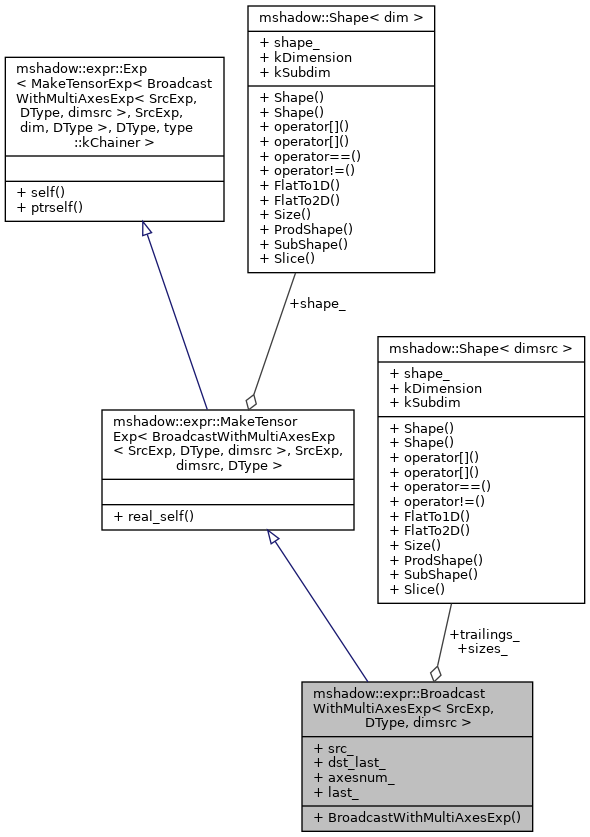 mshadow::Shape< dim >
+ shape_
+ kDimension
+ kSubdim
+ Shape()
+ Shape()
+ operator[]()
+ operator[]()
+ operator==()
+ operator!=()
+ FlatTo1D()
+ FlatTo2D()
+ Size()
+ ProdShape()
+ SubShape()
+ Slice()
mshadow::expr::Exp
< MakeTensorExp< Broadcast
WithMultiAxesExp< SrcExp,
DType, dimsrc >, SrcExp,
dim, DType >, DType, type
::kChainer >
+ self()
+ ptrself()
+shape_
mshadow::Shape< dimsrc >
+ shape_
+ kDimension
+ kSubdim
+ Shape()
+ Shape()
+ operator[]()
+ operator[]()
+ operator==()
+ operator!=()
+ FlatTo1D()
+ FlatTo2D()
+ Size()
+ ProdShape()
+ SubShape()
+ Slice()
mshadow::expr::MakeTensor
Exp< BroadcastWithMultiAxesExp
< SrcExp, DType, dimsrc >, SrcExp,
dimsrc, DType >
+ real_self()
+trailings_
+sizes_
mshadow::expr::Broadcast
WithMultiAxesExp< SrcExp,
DType, dimsrc >
+ src_
+ dst_last_
+ axesnum_
+ last_
+ BroadcastWithMultiAxesExp()